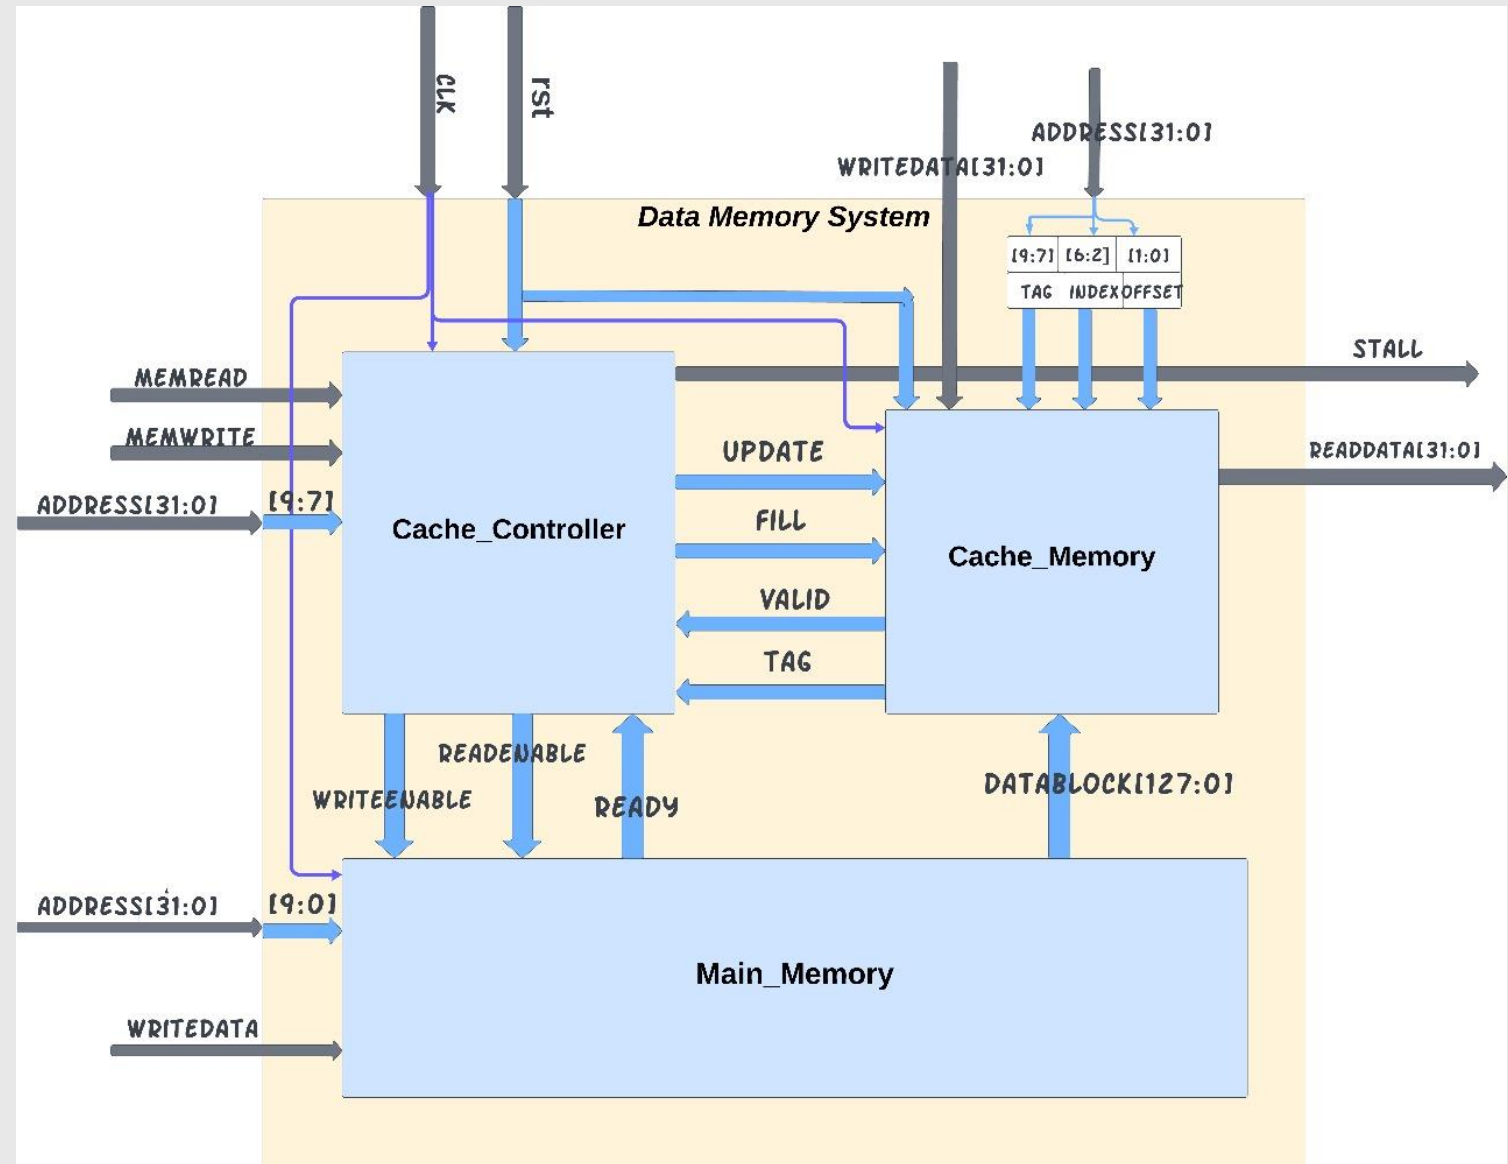 CLK
rst
ADDRESS[31:0]
WRITEDATA[31:0]
Data Memory System
[9:7] [6:2] [1:0]
TAG INDEX OFFSET
STALL
MEMREAD
MEMWRITE
UPDATE
READDATA[31:0]
ADDRESS[31:0] [9:7]
FILL
Cache_Controller
Cache_Memory
VALID
TAG
READENABLE
WRITEENABLE
READY
DATABLOCK[127:0]
ADDRESS[31:0] [9:0]
Main_Memory
WRITEDATA